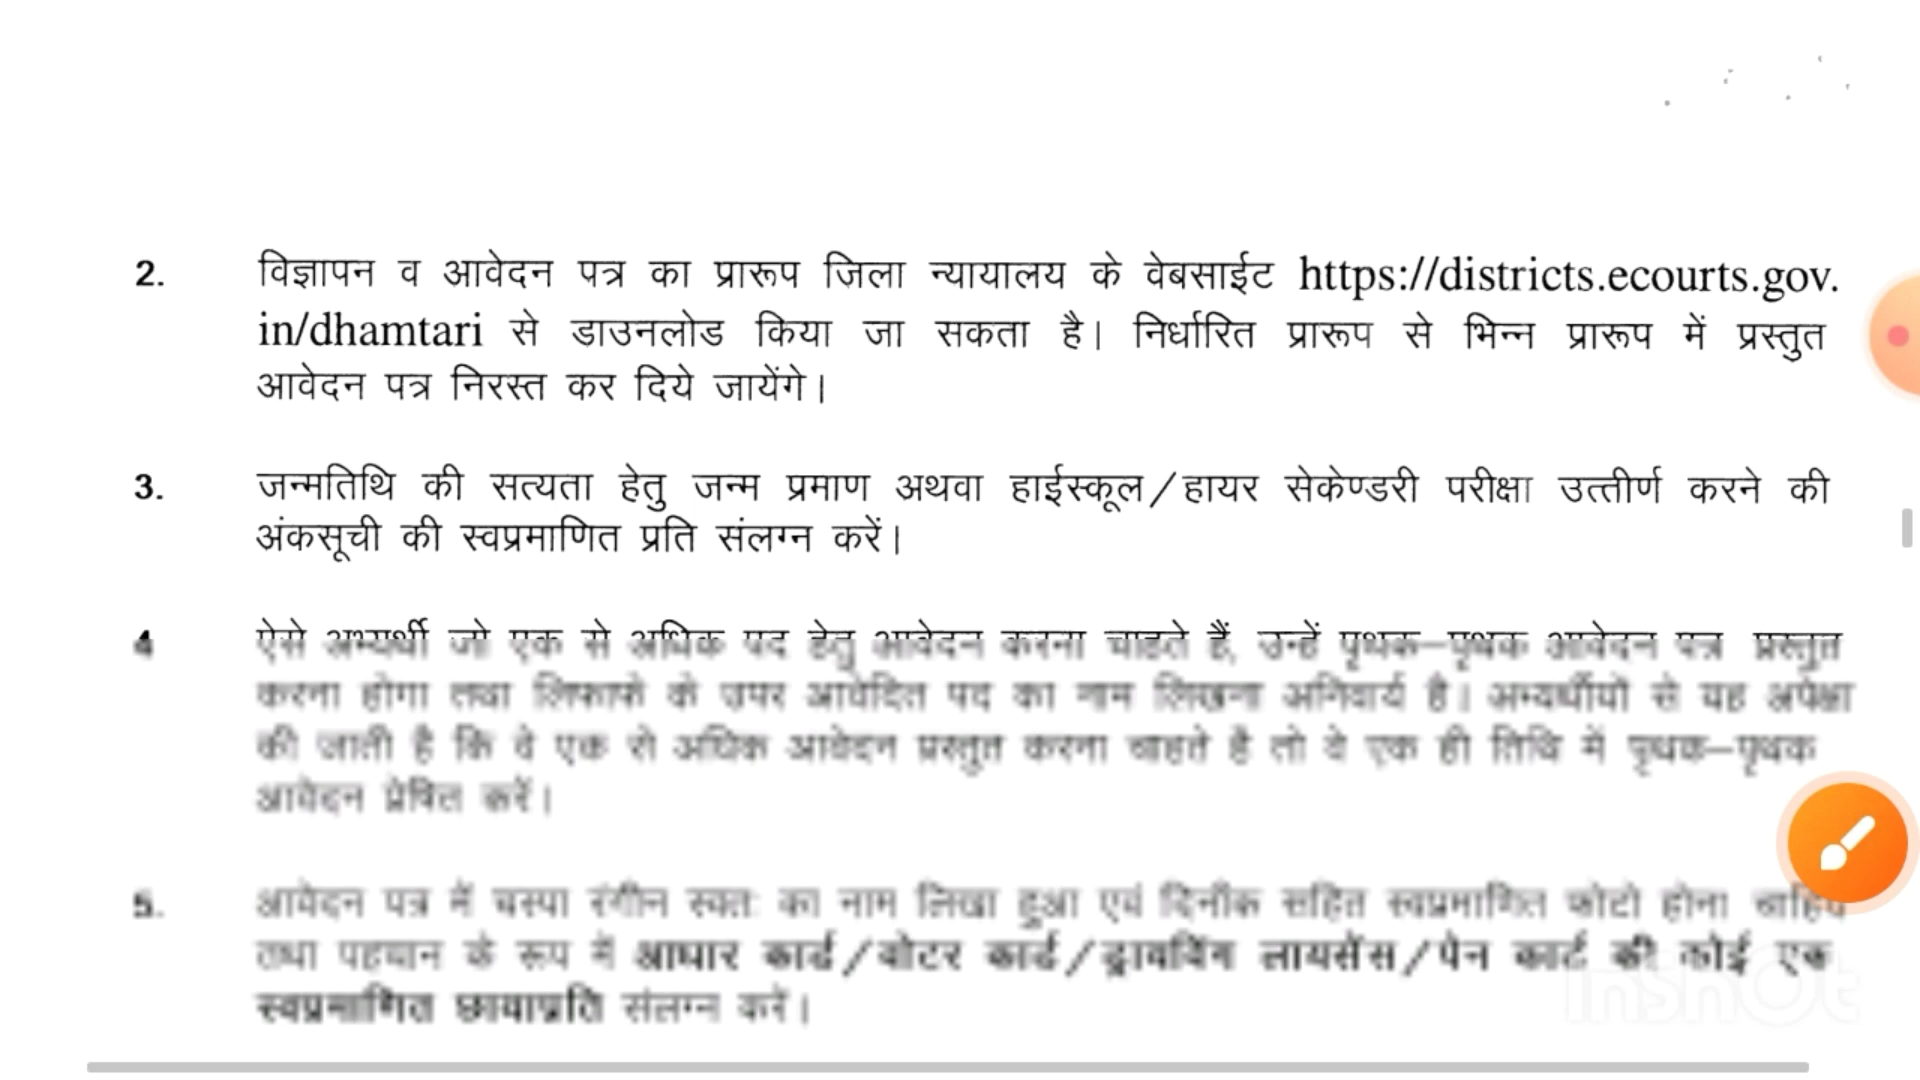 2. विज्ञापन व आवेदन पत्र का प्रारूप जिला न्यायालय के वेबसाईट https://districts.ecourts.gov.
in/dhamtari से डाउनलोड किया जा सकता है। निर्धारित प्रारूप से भिन्न प्रारूप में प्रस्तुत
आवेदन पत्र निरस्त कर दिये जायेंगे।
3. जन्मतिथि की सत्यता हेतु जन्म प्रमाण अथवा हाईस्कूल/हायर सेकेण्डरी परीक्षा उत्तीर्ण करने की
अंकसूची की स्वप्रमाणित प्रति संलग्न करें।
4 ऐसे अभ्यर्थी जो एक से अधिक पद हेतु आवेदन करना चाहते हैं, उन्हें पृथक–पृथक आवेदन पत्र प्रस्तुत
करना होगा तथा लिफाफे के उपर आवेदित पद का नाम लिखना अनिवार्य है। अभ्यर्थीयों से यह अपेक्षा
की जाती है कि वे एक से अधिक आवेदन प्रस्तुत करना चाहते है तो वे एक ही तिथि में पृथक–पृथक
आवेदन प्रेषित करें।
5. आवेदन पत्र में चस्पा रंगीन स्वतः का नाम लिखा हुआ एवं दिनाँक सहित स्वप्रमाणित फोटो होना
तथा पहचान के रूप में आधार कार्ड/वोटर कार्ड/ड्रायविंग लायसेंस/पेन कार्ट की कोई एक
स्वप्रमाणित छायाप्रति संलग्न करें।
InShOt